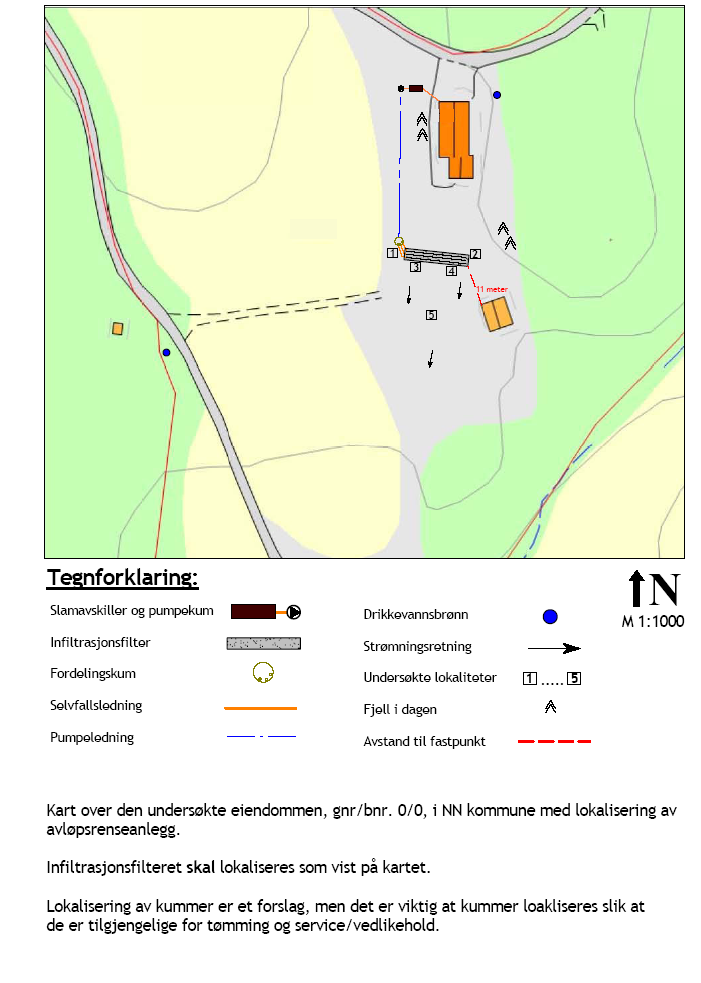 1
2
3
4
11 meter
5
Tegnforklaring:
N
M 1:1000
Slamavskiller og pumpekum
Infiltrasjonsfilter
Fordelingskum
Selvfallsledning
Pumpeledning
Drikkevannsbrønn
Strømningsretning
Undersøkte lokaliteter 1 ..... 5
Fjell i dagen
Avstand til fastpunkt
Kart over den undersøkte eiendommen, gnr/bnr. 0/0, i NN kommune med lokalisering av
avløpsrenseanlegg.
Infiltrasjonsfilteret skal lokaliseres som vist på kartet.
Lokalisering av kummer er et forslag, men det er viktig at kummer loakliseres slik at
de er tilgjengelige for tømming og service/vedlikehold.